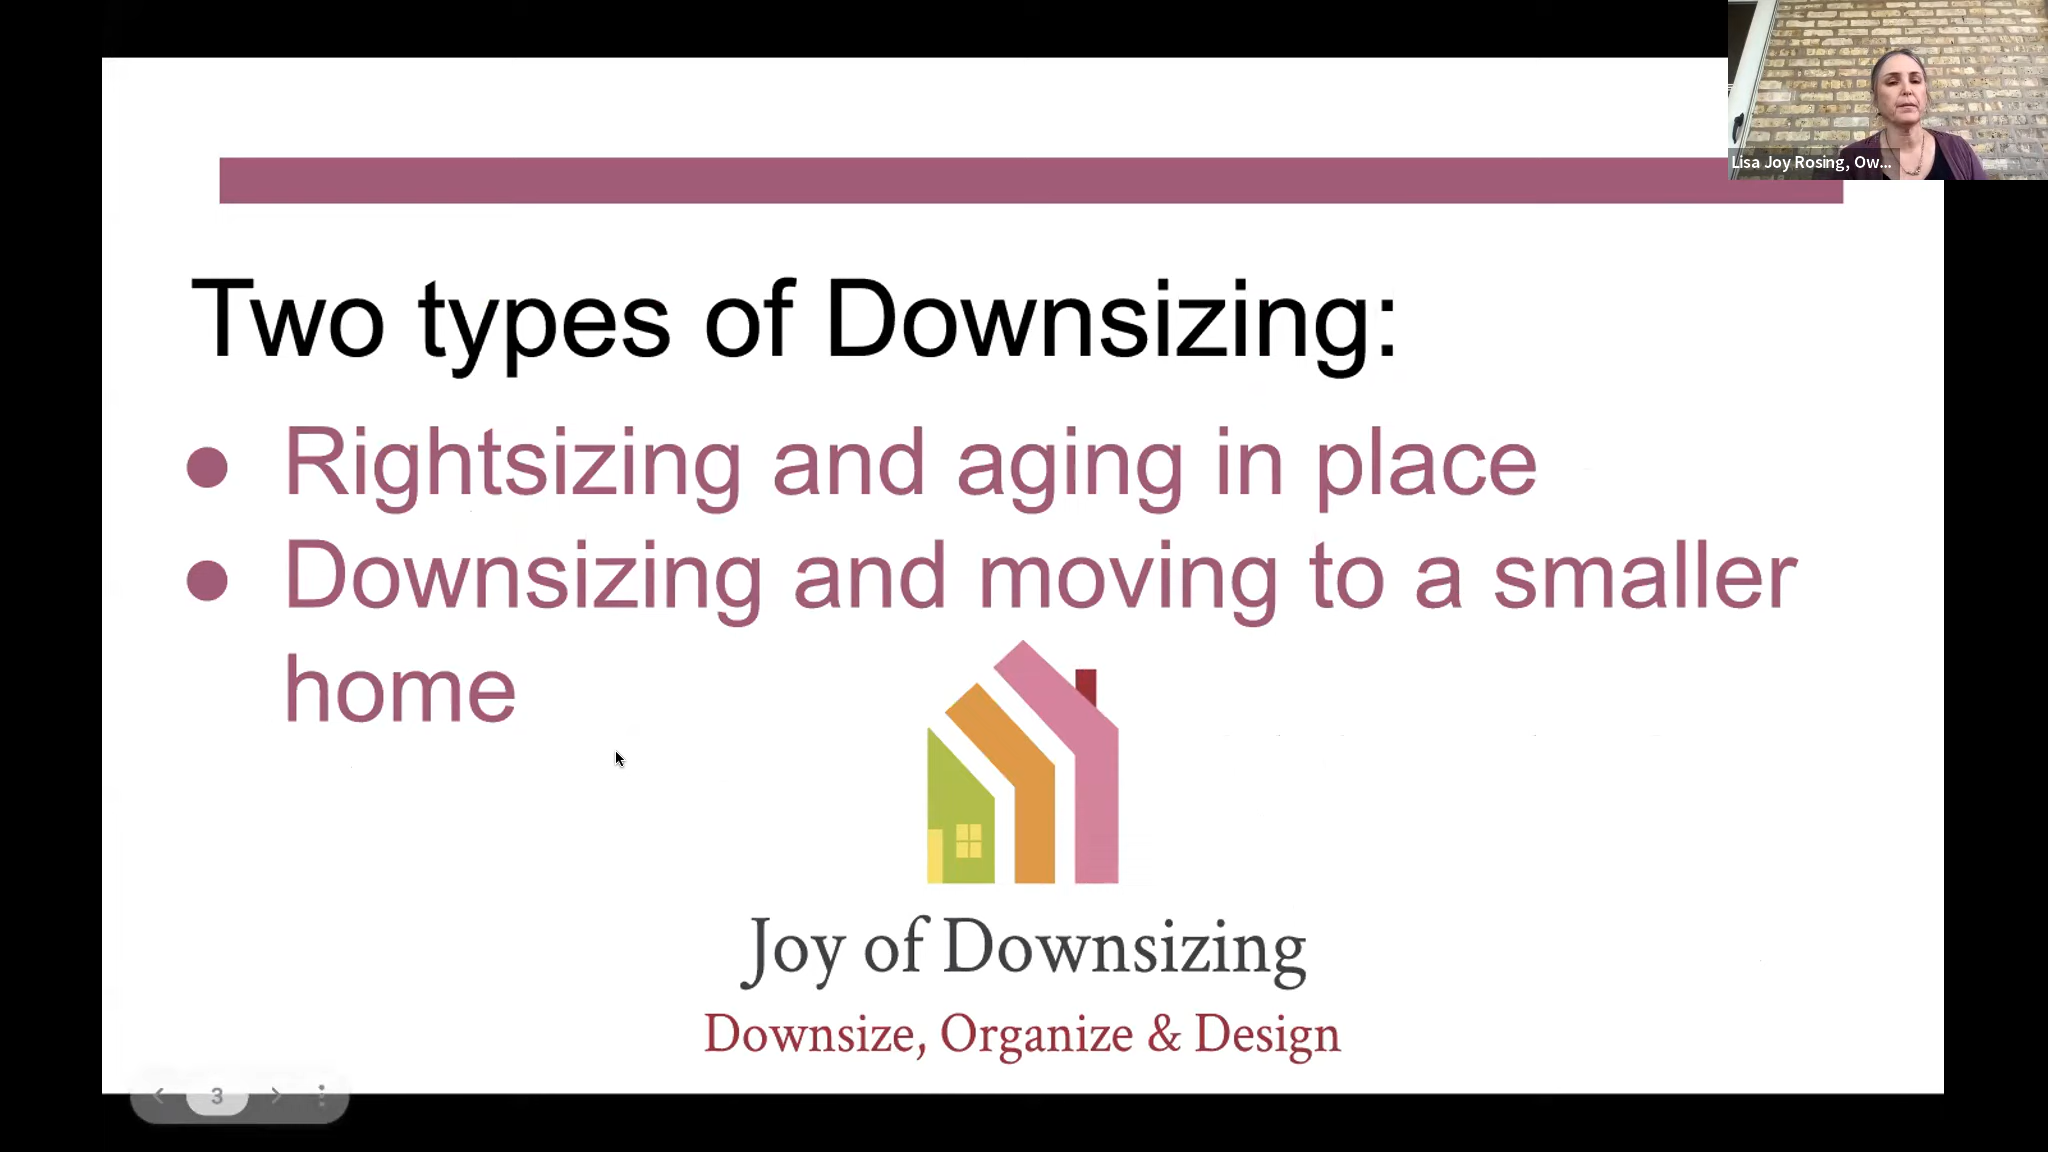 Lisa Joy Rosing, Ow...
Two types of Downsizing:
● Rightsizing and aging in place
● Downsizing and moving to a smaller
home
Joy of Downsizing
Downsize, Organize & Design
3